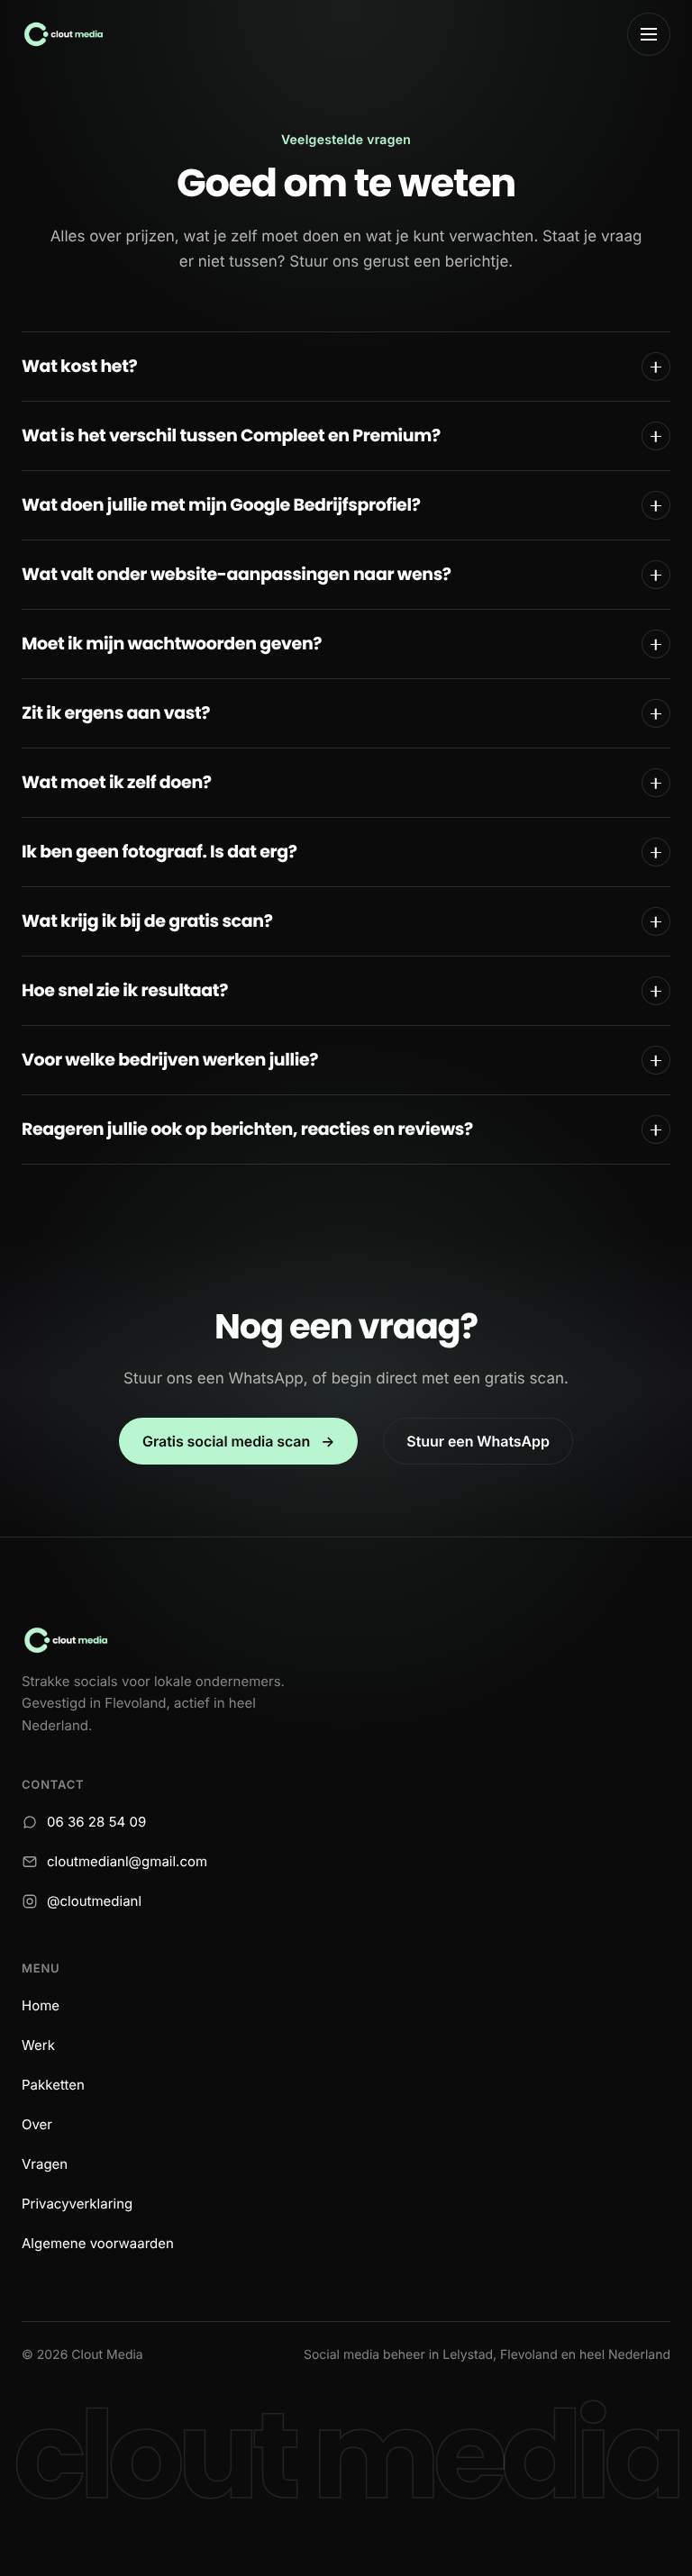 clout media
Veelgestelde vragen
Goed om te weten
Alles over prijzen, wat je zelf moet doen en wat je kunt verwachten. Staat je vraag
er niet tussen? Stuur ons gerust een berichtje.
Wat kost het?
Wat is het verschil tussen Compleet en Premium?
Wat doen jullie met mijn Google Bedrijfsprofiel?
Wat valt onder website-aanpassingen naar wens?
Moet ik mijn wachtwoorden geven?
Zit ik ergens aan vast?
Wat moet ik zelf doen?
Ik ben geen fotograaf. Is dat erg?
Wat krijg ik bij de gratis scan?
Hoe snel zie ik resultaat?
Voor welke bedrijven werken jullie?
Reageren jullie ook op berichten, reacties en reviews?
Nog een vraag?
Stuur ons een WhatsApp, of begin direct met een gratis scan.
Gratis social media scan → Stuur een WhatsApp
clout media
Strakke socials voor lokale ondernemers.
Gevestigd in Flevoland, actief in heel
Nederland.
CONTACT
06 36 28 54 09
cloutmedianl@gmail.com
@cloutmedianl
MENU
Home
Werk
Pakketten
Over
Vragen
Privacyverklaring
Algemene voorwaarden
© 2026 Clout Media Social media beheer in Lelystad, Flevoland en heel Nederland
clout media